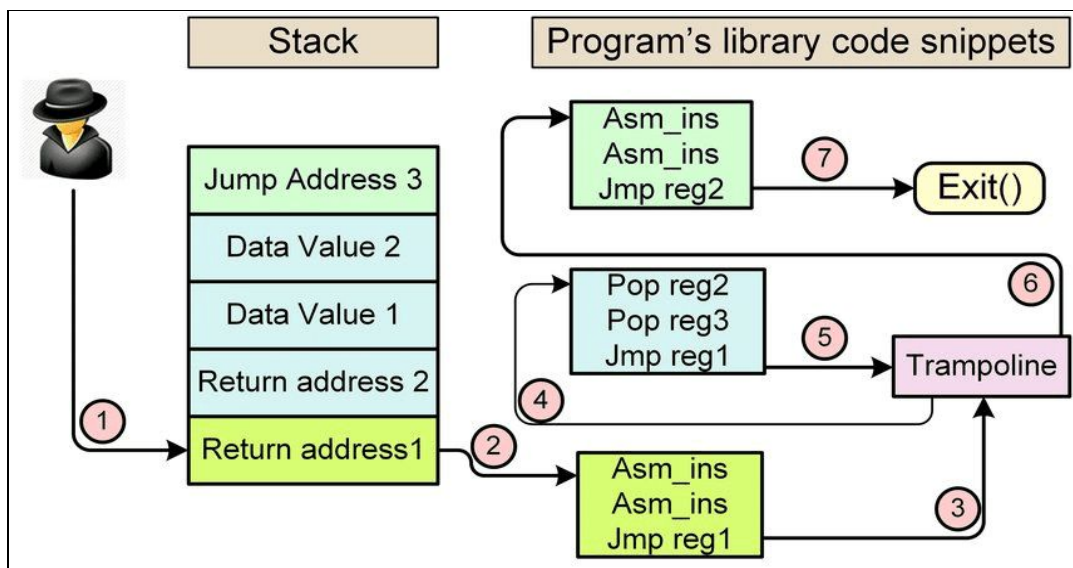 Stack
Program's library code snippets
Jump Address 3
Data Value 2
Data Value 1
Return address 2
Return address1
Asm_ins
Asm_ins
Jmp reg2
7
Exit()
6
Pop reg2
Pop reg3
Jmp reg1
5
Trampoline
4
1
2
Asm_ins
Asm_ins
Jmp reg1
3